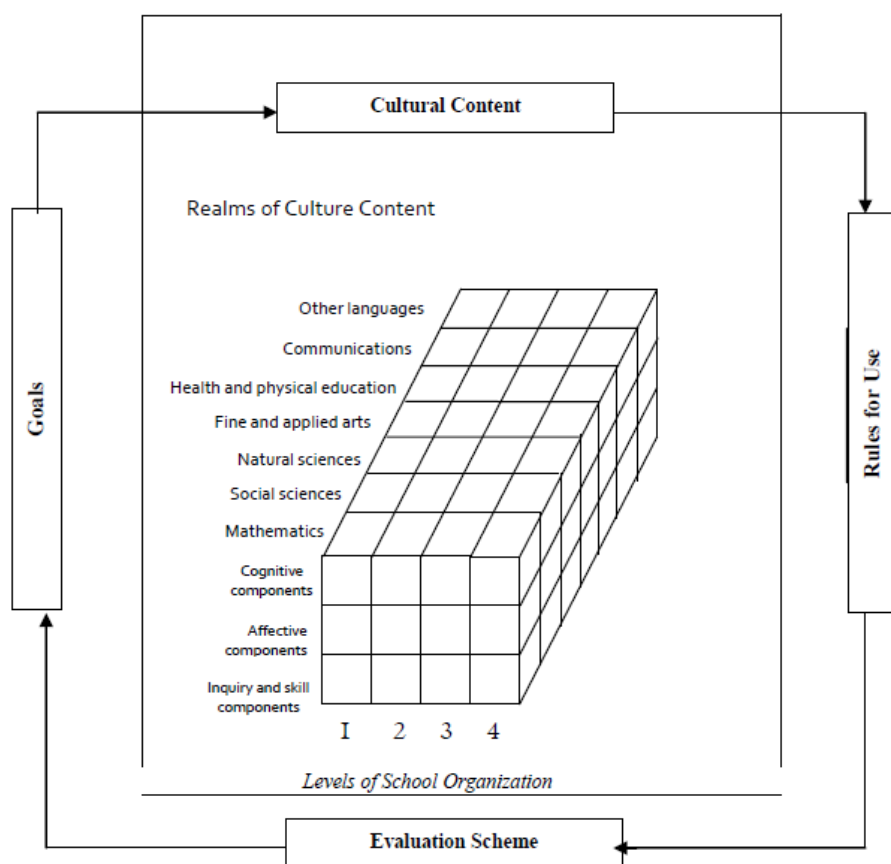 Cultural Content
Realms of Culture Content
Goals
Rules for Use
Other languages
Communications
Health and physical education
Fine and applied arts
Natural sciences
Social sciences
Mathematics
Cognitive
components
Affective
components
Inquiry and skill
components
I 2 3 4
Levels of School Organization
Evaluation Scheme